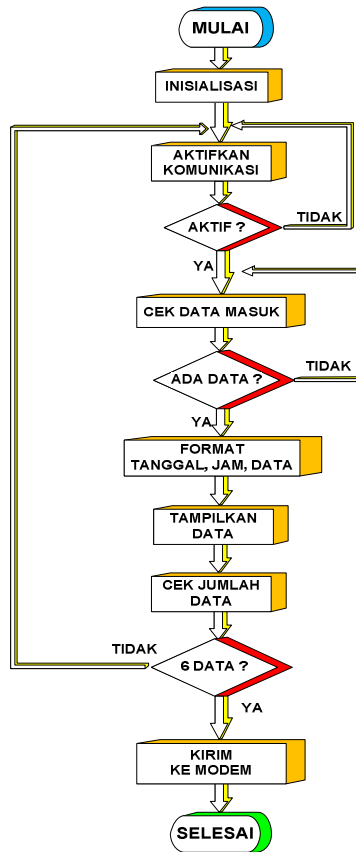 MULAI
INISIALISASI
AKTIFKAN
KOMUNIKASI
AKTIF ?
TIDAK
YA
CEK DATA MASUK
ADA DATA ?
TIDAK
YA
FORMAT
TANGGAL, JAM, DATA
TAMPILKAN
DATA
CEK JUMLAH
DATA
TIDAK
6 DATA ?
YA
KIRIM
KE MODEM
SELESAI